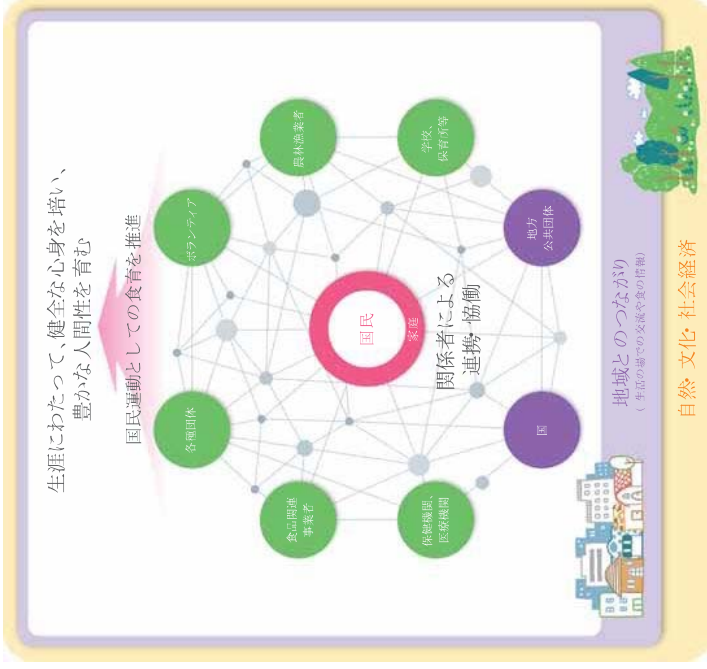 生涯にわたって、健全な心身を培い、
豊かな人間性を育む
国民運動としての食育を推進
各種団体
ボランティア
食品関連
事業者
農林漁業者
国民
家庭
保健機関、
医療機関
学校、
保育所等
関係者による
連携・協働
国
地方
公共団体
地域とのつながり
（生活の場での交流や食の情報）
自然・文化・社会経済